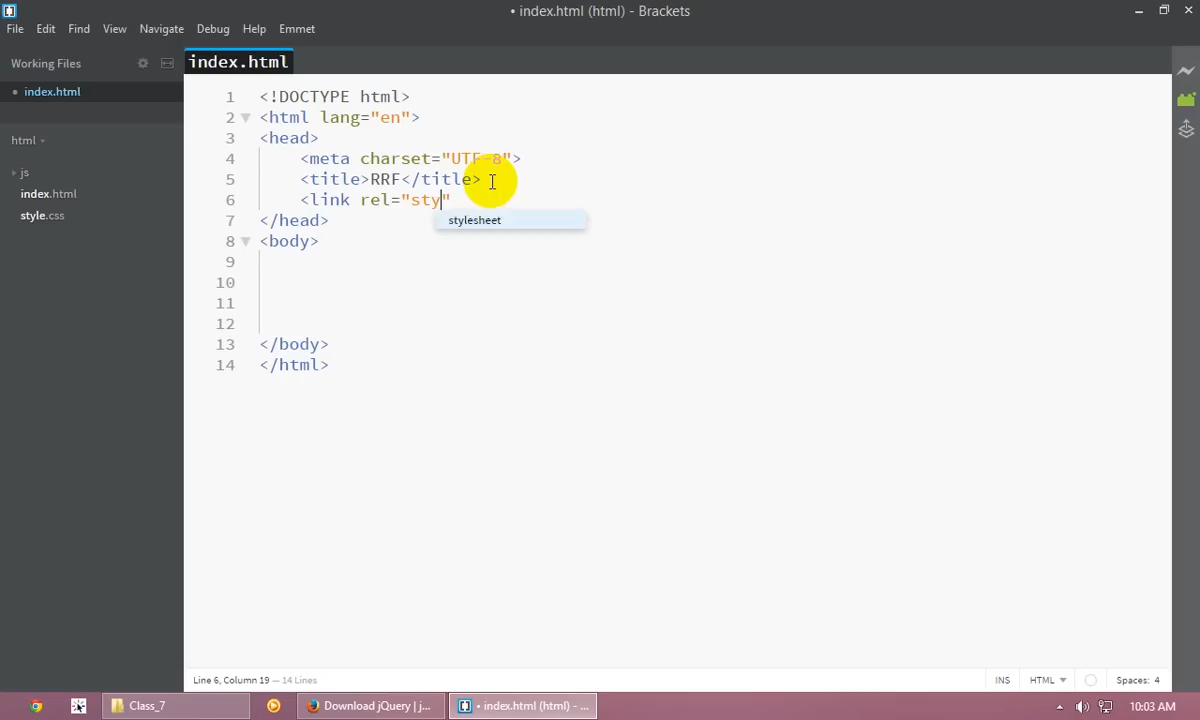 • index.html (html) - Brackets
File Edit Find View Navigate Debug Help Emmet
Working Files
• index.html
html
js
index.html
style.css
index.html
1 <!DOCTYPE html>
2 <html lang="en">
3 <head>
4 <meta charset="UTF-8">
5 <title>RRF</title>
6 <link rel="sty"
stylesheet
7 </head>
8 <body>
9
10
11
12
13 </body>
14 </html>
Line 6, Column 19 — 14 Lines
INS HTML Spaces: 4
Class_7 Download jQuery | j... • index.html (html) - ... 10:03 AM